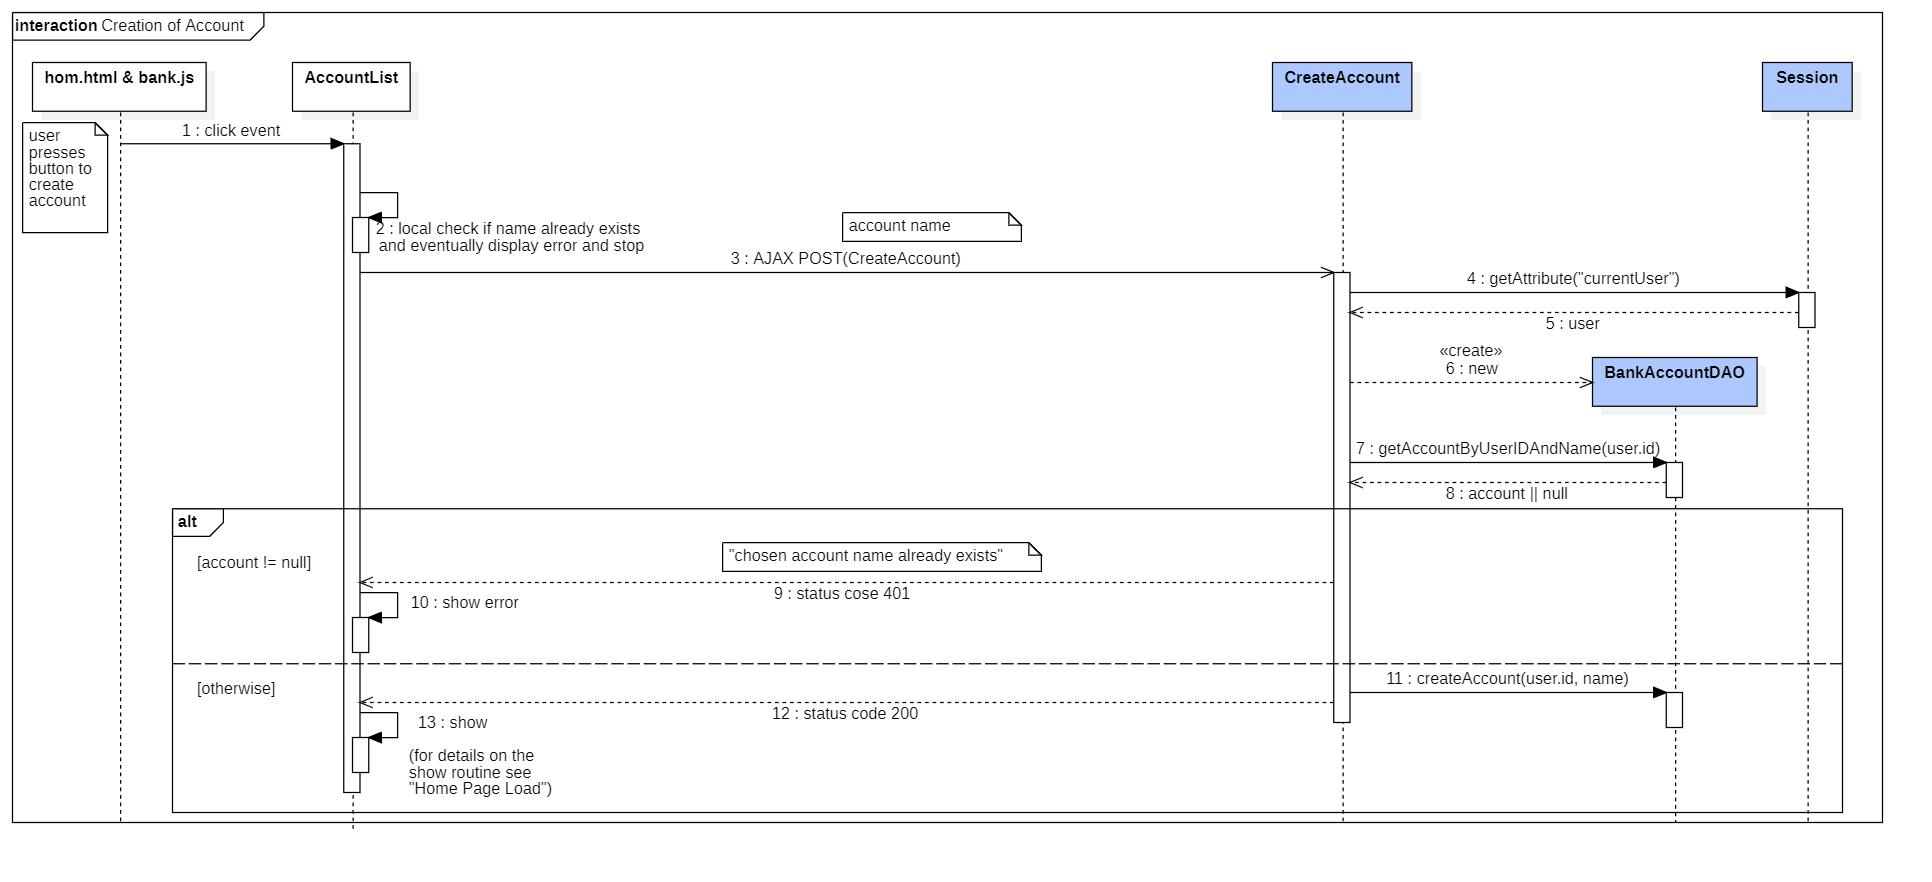 interaction Creation of Account
hom.html & bank.js
AccountList
CreateAccount
Session
user
presses
button to
create
account
1 : click event
2 : local check if name already exists
and eventually display error and stop
account name
3 : AJAX POST(CreateAccount)
4 : getAttribute("currentUser")
5 : user
«create»
6 : new
BankAccountDAO
7 : getAccountByUserIDAndName(user.id)
8 : account || null
alt
[account != null]
"chosen account name already exists"
9 : status cose 401
10 : show error
[otherwise]
11 : createAccount(user.id, name)
12 : status code 200
13 : show
(for details on the
show routine see
"Home Page Load")